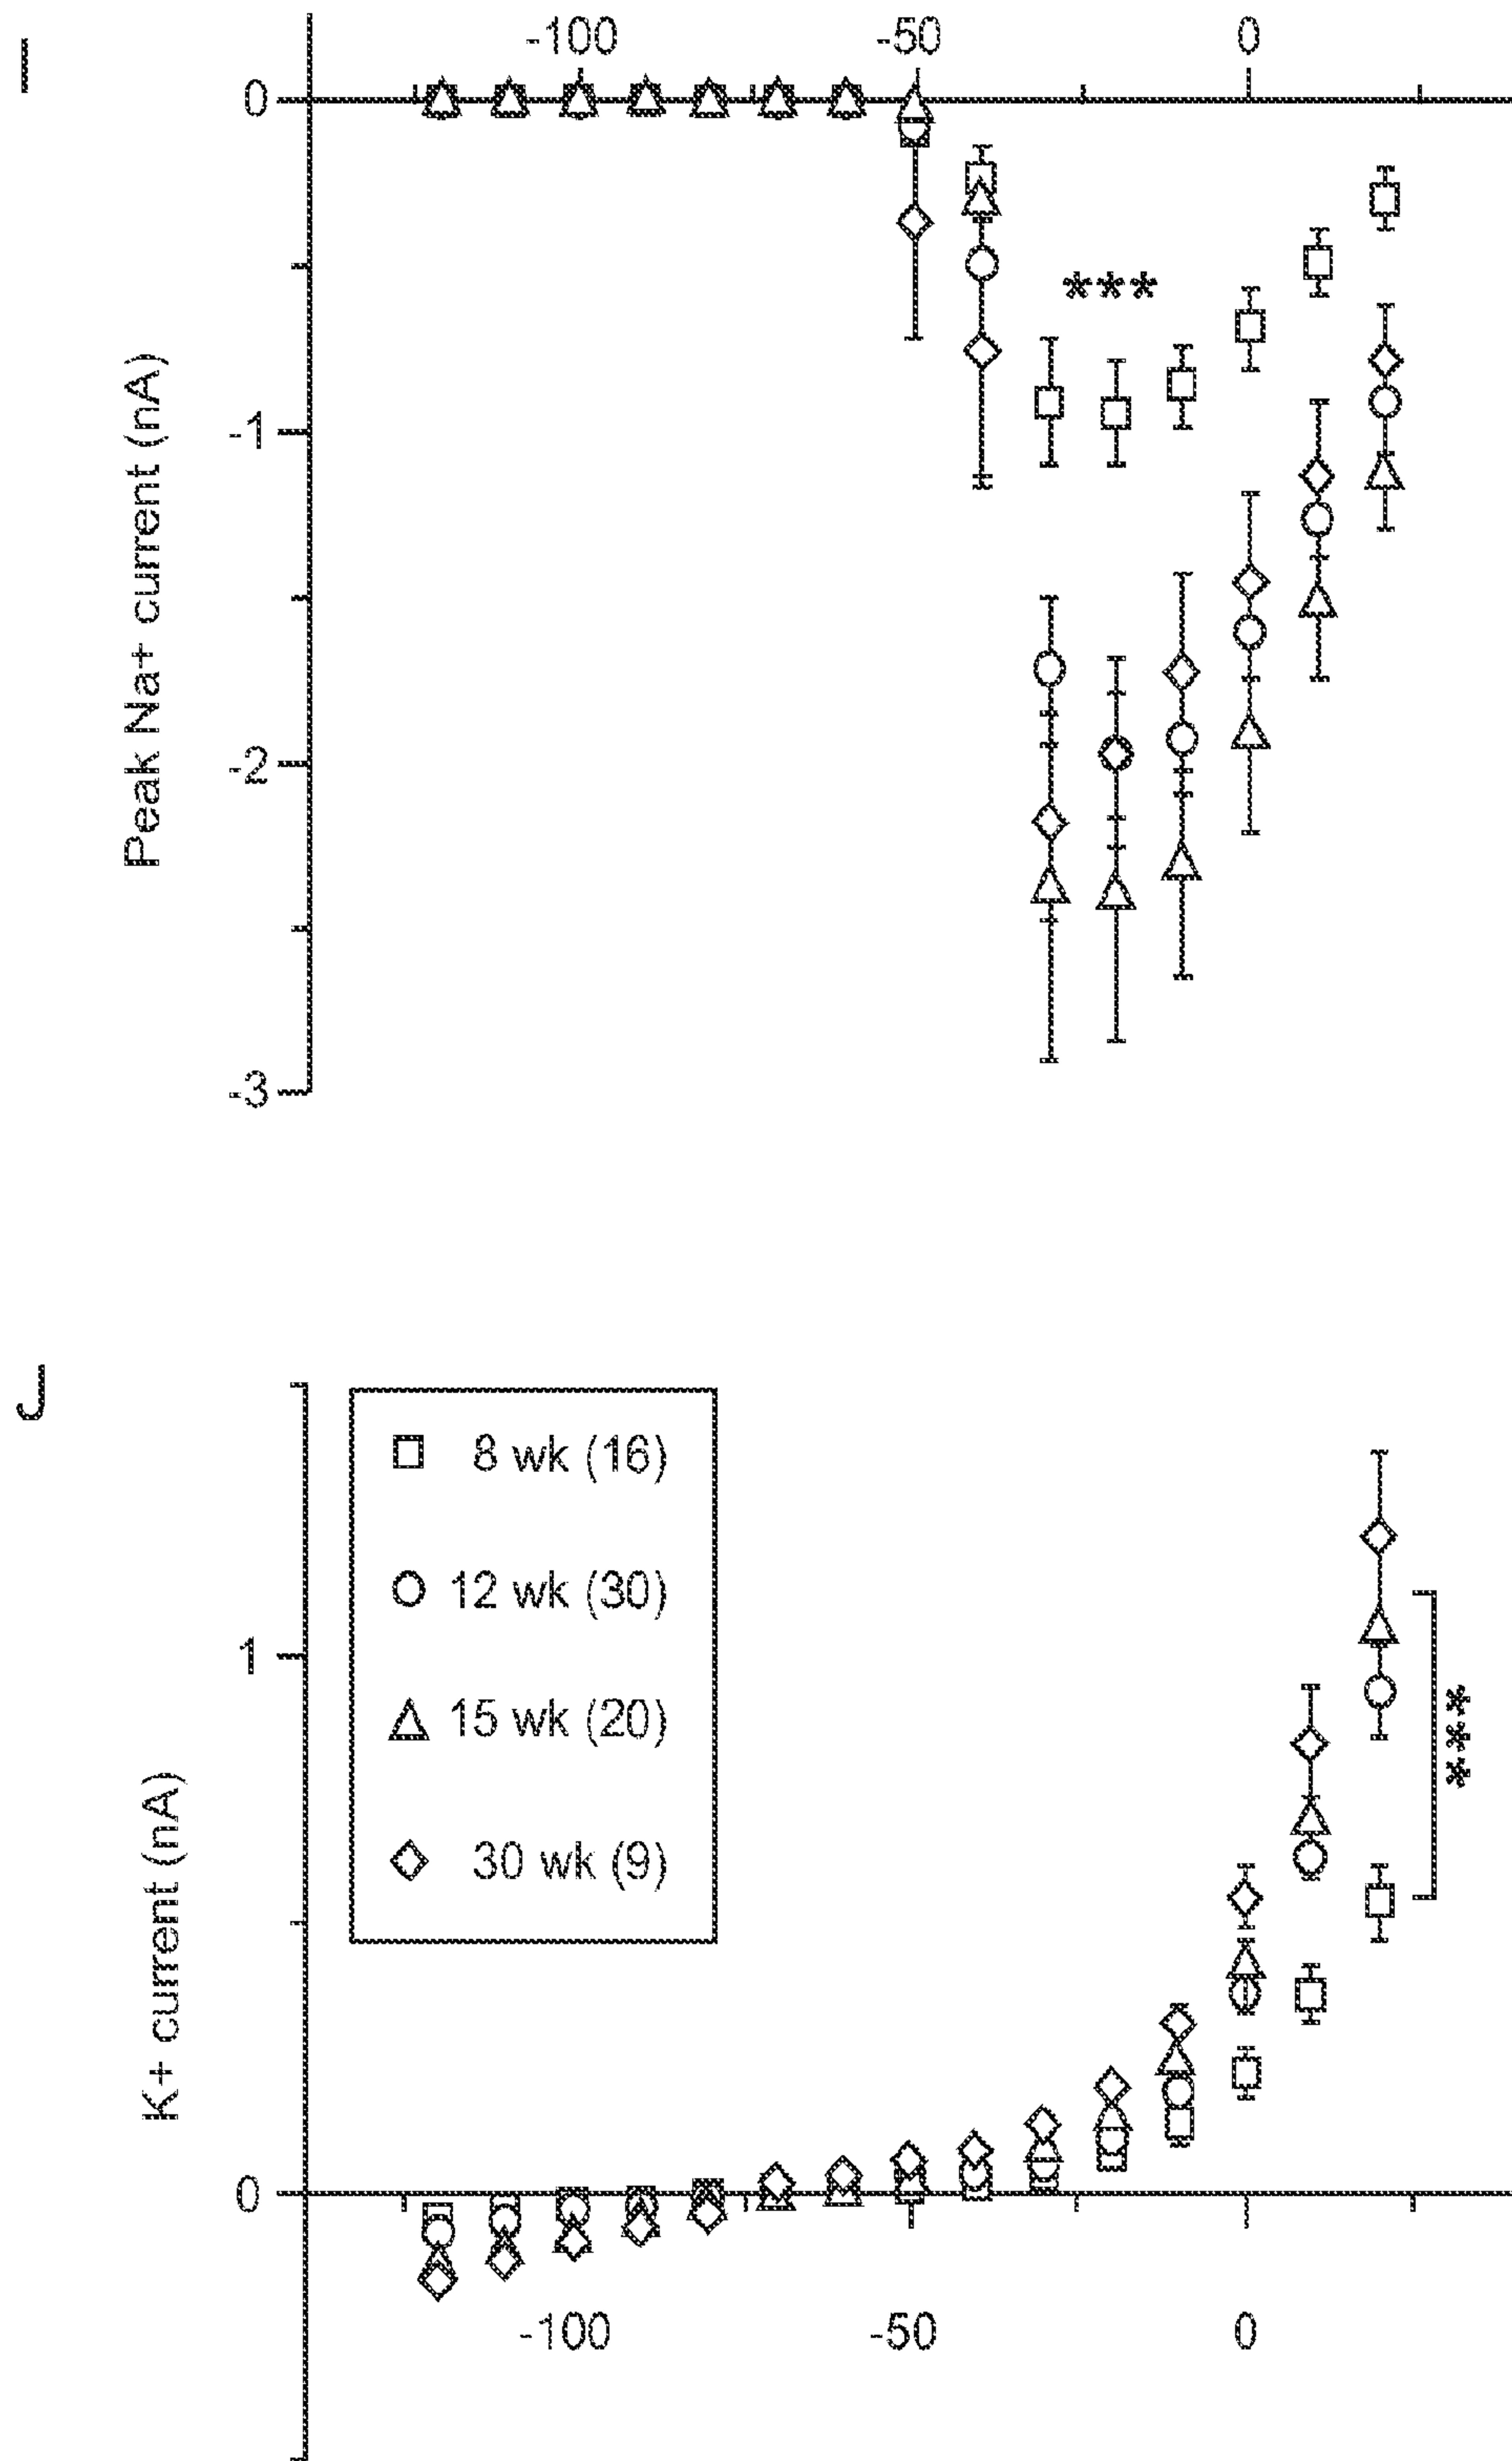 I
-100 -50 0
0
***
-1
Peak Na+ current (nA)
-2
-3
J
8 wk (16)
12 wk (30)
1
15 wk (20)
***
30 wk (9)
K+ current (nA)
0
-100 -50 0